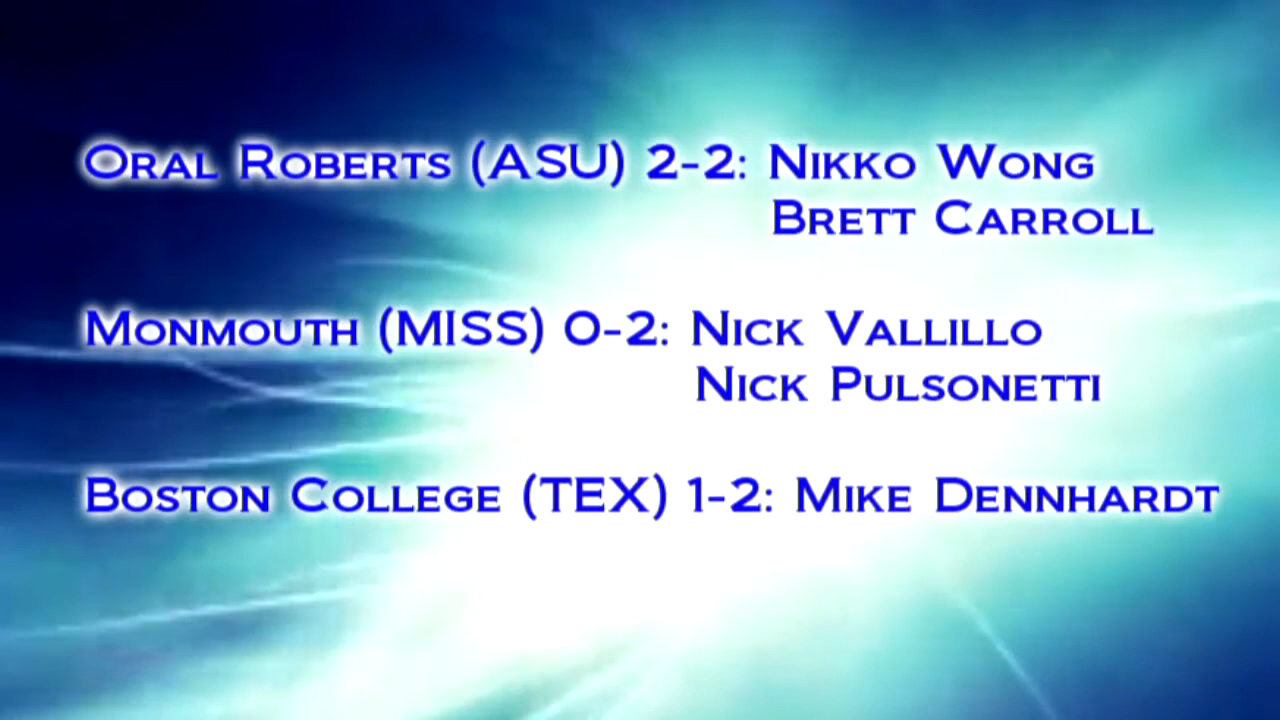 Oral Roberts (ASU) 2-2: Nikko Wong
Brett Carroll
Monmouth (MISS) 0-2: Nick Vallillo
Nick Pulsonetti
Boston College (TEX) 1-2: Mike Dennhardt